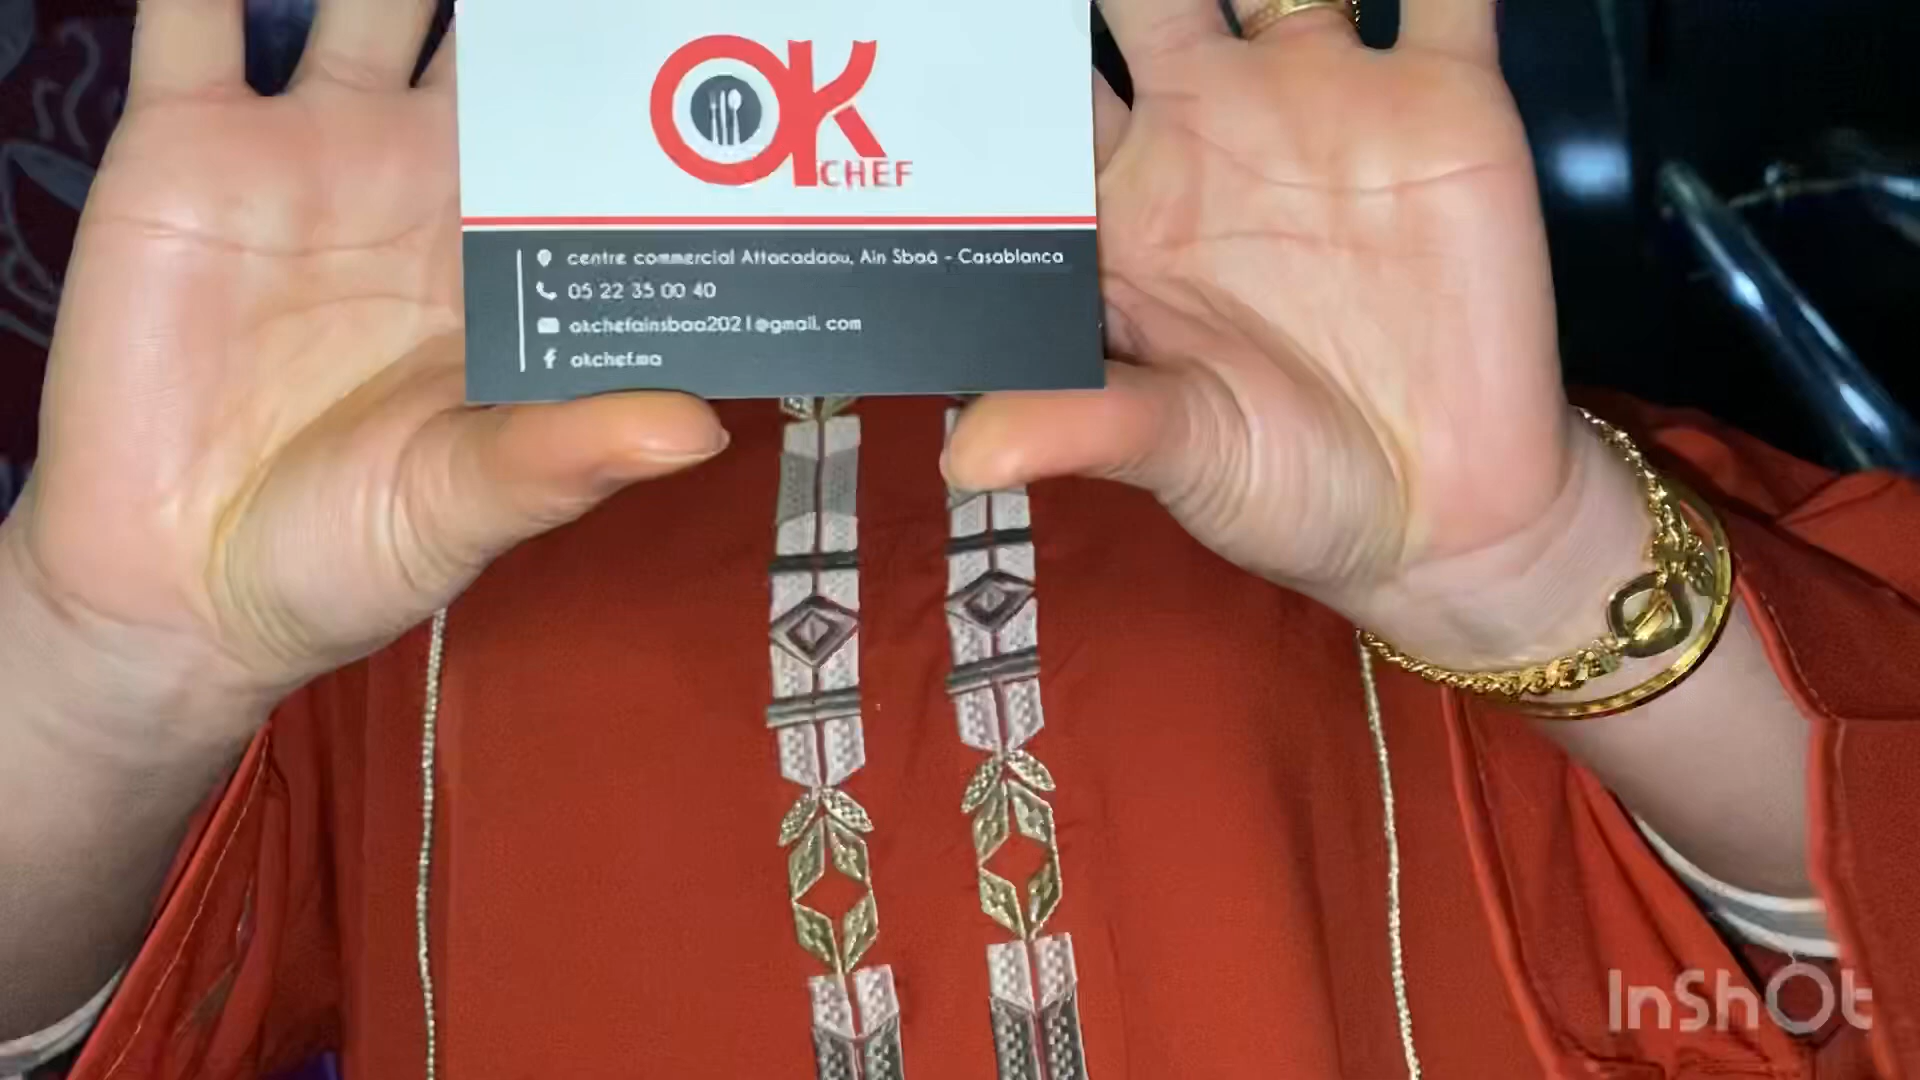 OK
CHEF
centre commercial Attacadaou, Ain Sbaâ - Casablanca
05 22 35 00 40
okchefainsbaa2021@gmail.com
okchef.ma
InShOt